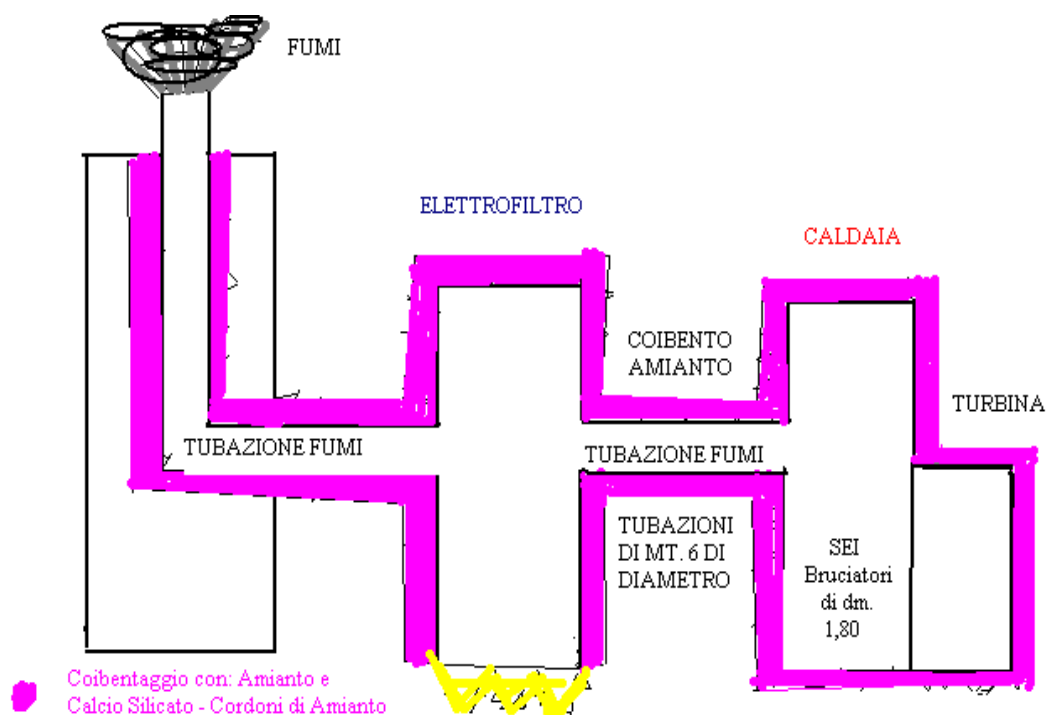 FUMI
ELETTROFILTRO
CALDAIA
COIBENTO
AMIANTO
TURBINA
TUBAZIONE FUMI
TUBAZIONE FUMI
TUBAZIONI
DI MT. 6 DI
DIAMETRO
SEI
Bruciatori
di dm.
1,80
Coibentaggio con: Amianto e
Calcio Silicato - Cordoni di Amianto